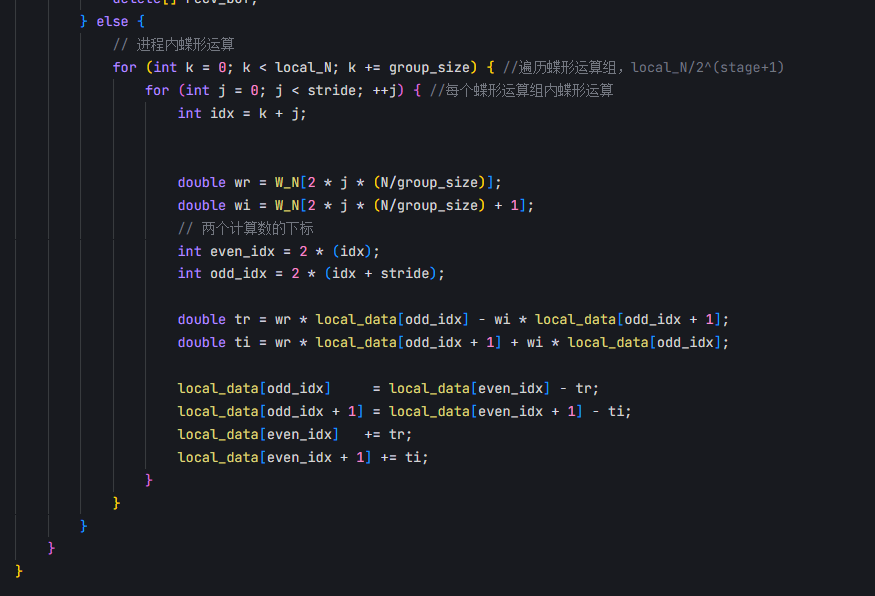 } else {
// 进程内蝶形运算
for (int k = 0; k < local_N; k += group_size) { //遍历蝶形运算组，local_N/2^(stage+1)
for (int j = 0; j < stride; ++j) { //每个蝶形运算组内蝶形运算
int idx = k + j;
double wr = W_N[2 * j * (N/group_size)];
double wi = W_N[2 * j * (N/group_size) + 1];
// 两个计算数的下标
int even_idx = 2 * (idx);
int odd_idx = 2 * (idx + stride);
double tr = wr * local_data[odd_idx] - wi * local_data[odd_idx + 1];
double ti = wr * local_data[odd_idx + 1] + wi * local_data[odd_idx];
local_data[odd_idx]     = local_data[even_idx] - tr;
local_data[odd_idx + 1] = local_data[even_idx + 1] - ti;
local_data[even_idx]   += tr;
local_data[even_idx + 1] += ti;
}
}
}
}
}